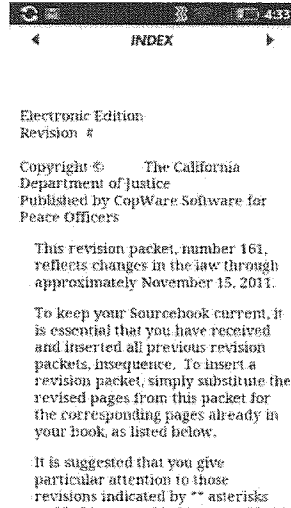 4:33
INDEX
Electronic Edition
Revision #
Copyright © The California
Department of Justice
Published by CopWare Software for
Peace Officers
This revision packet, number 161,
reflects changes in the law through
approximately November 15, 2011.
To keep your Sourcebook current, it
is essential that you have received
and inserted all previous revision
packets, insequence. To insert a
revision packet, simply substitute the
revised pages from this packet for
the corresponding pages already in
your book, as listed below.
It is suggested that you give
particular attention to those
revisions indicated by ** asterisks